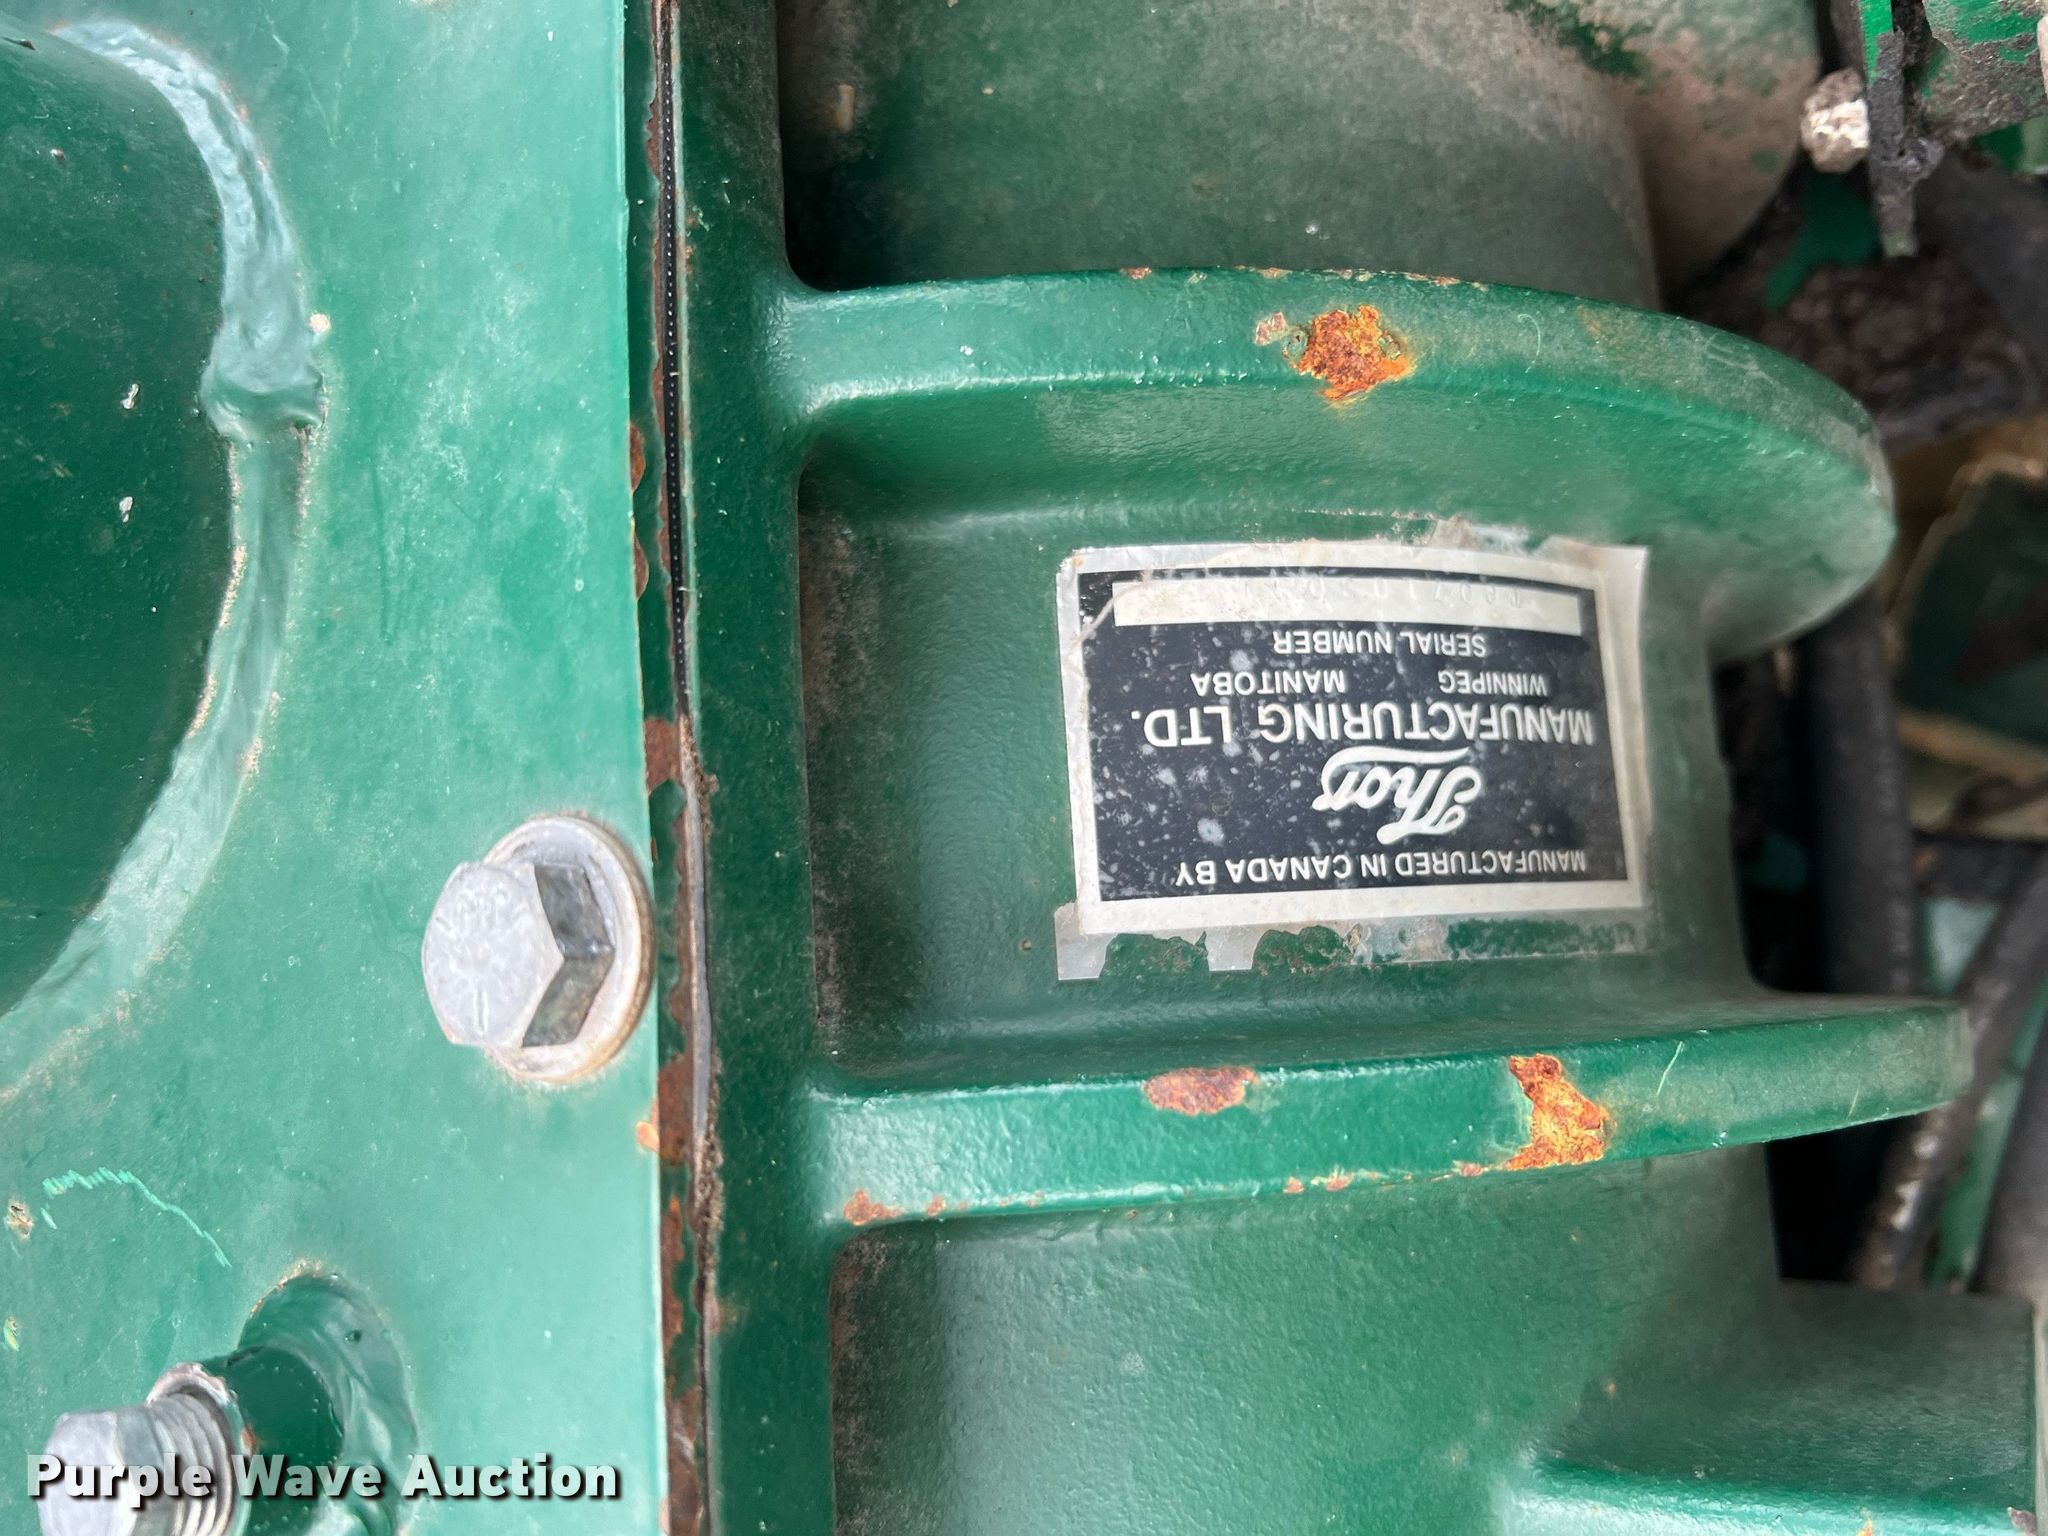 MANUFACTURED IN CANADA BY
Thor
MANUFACTURING LTD.
WINNIPEG MANITOBA
SERIAL NUMBER
Purple Wave Auction